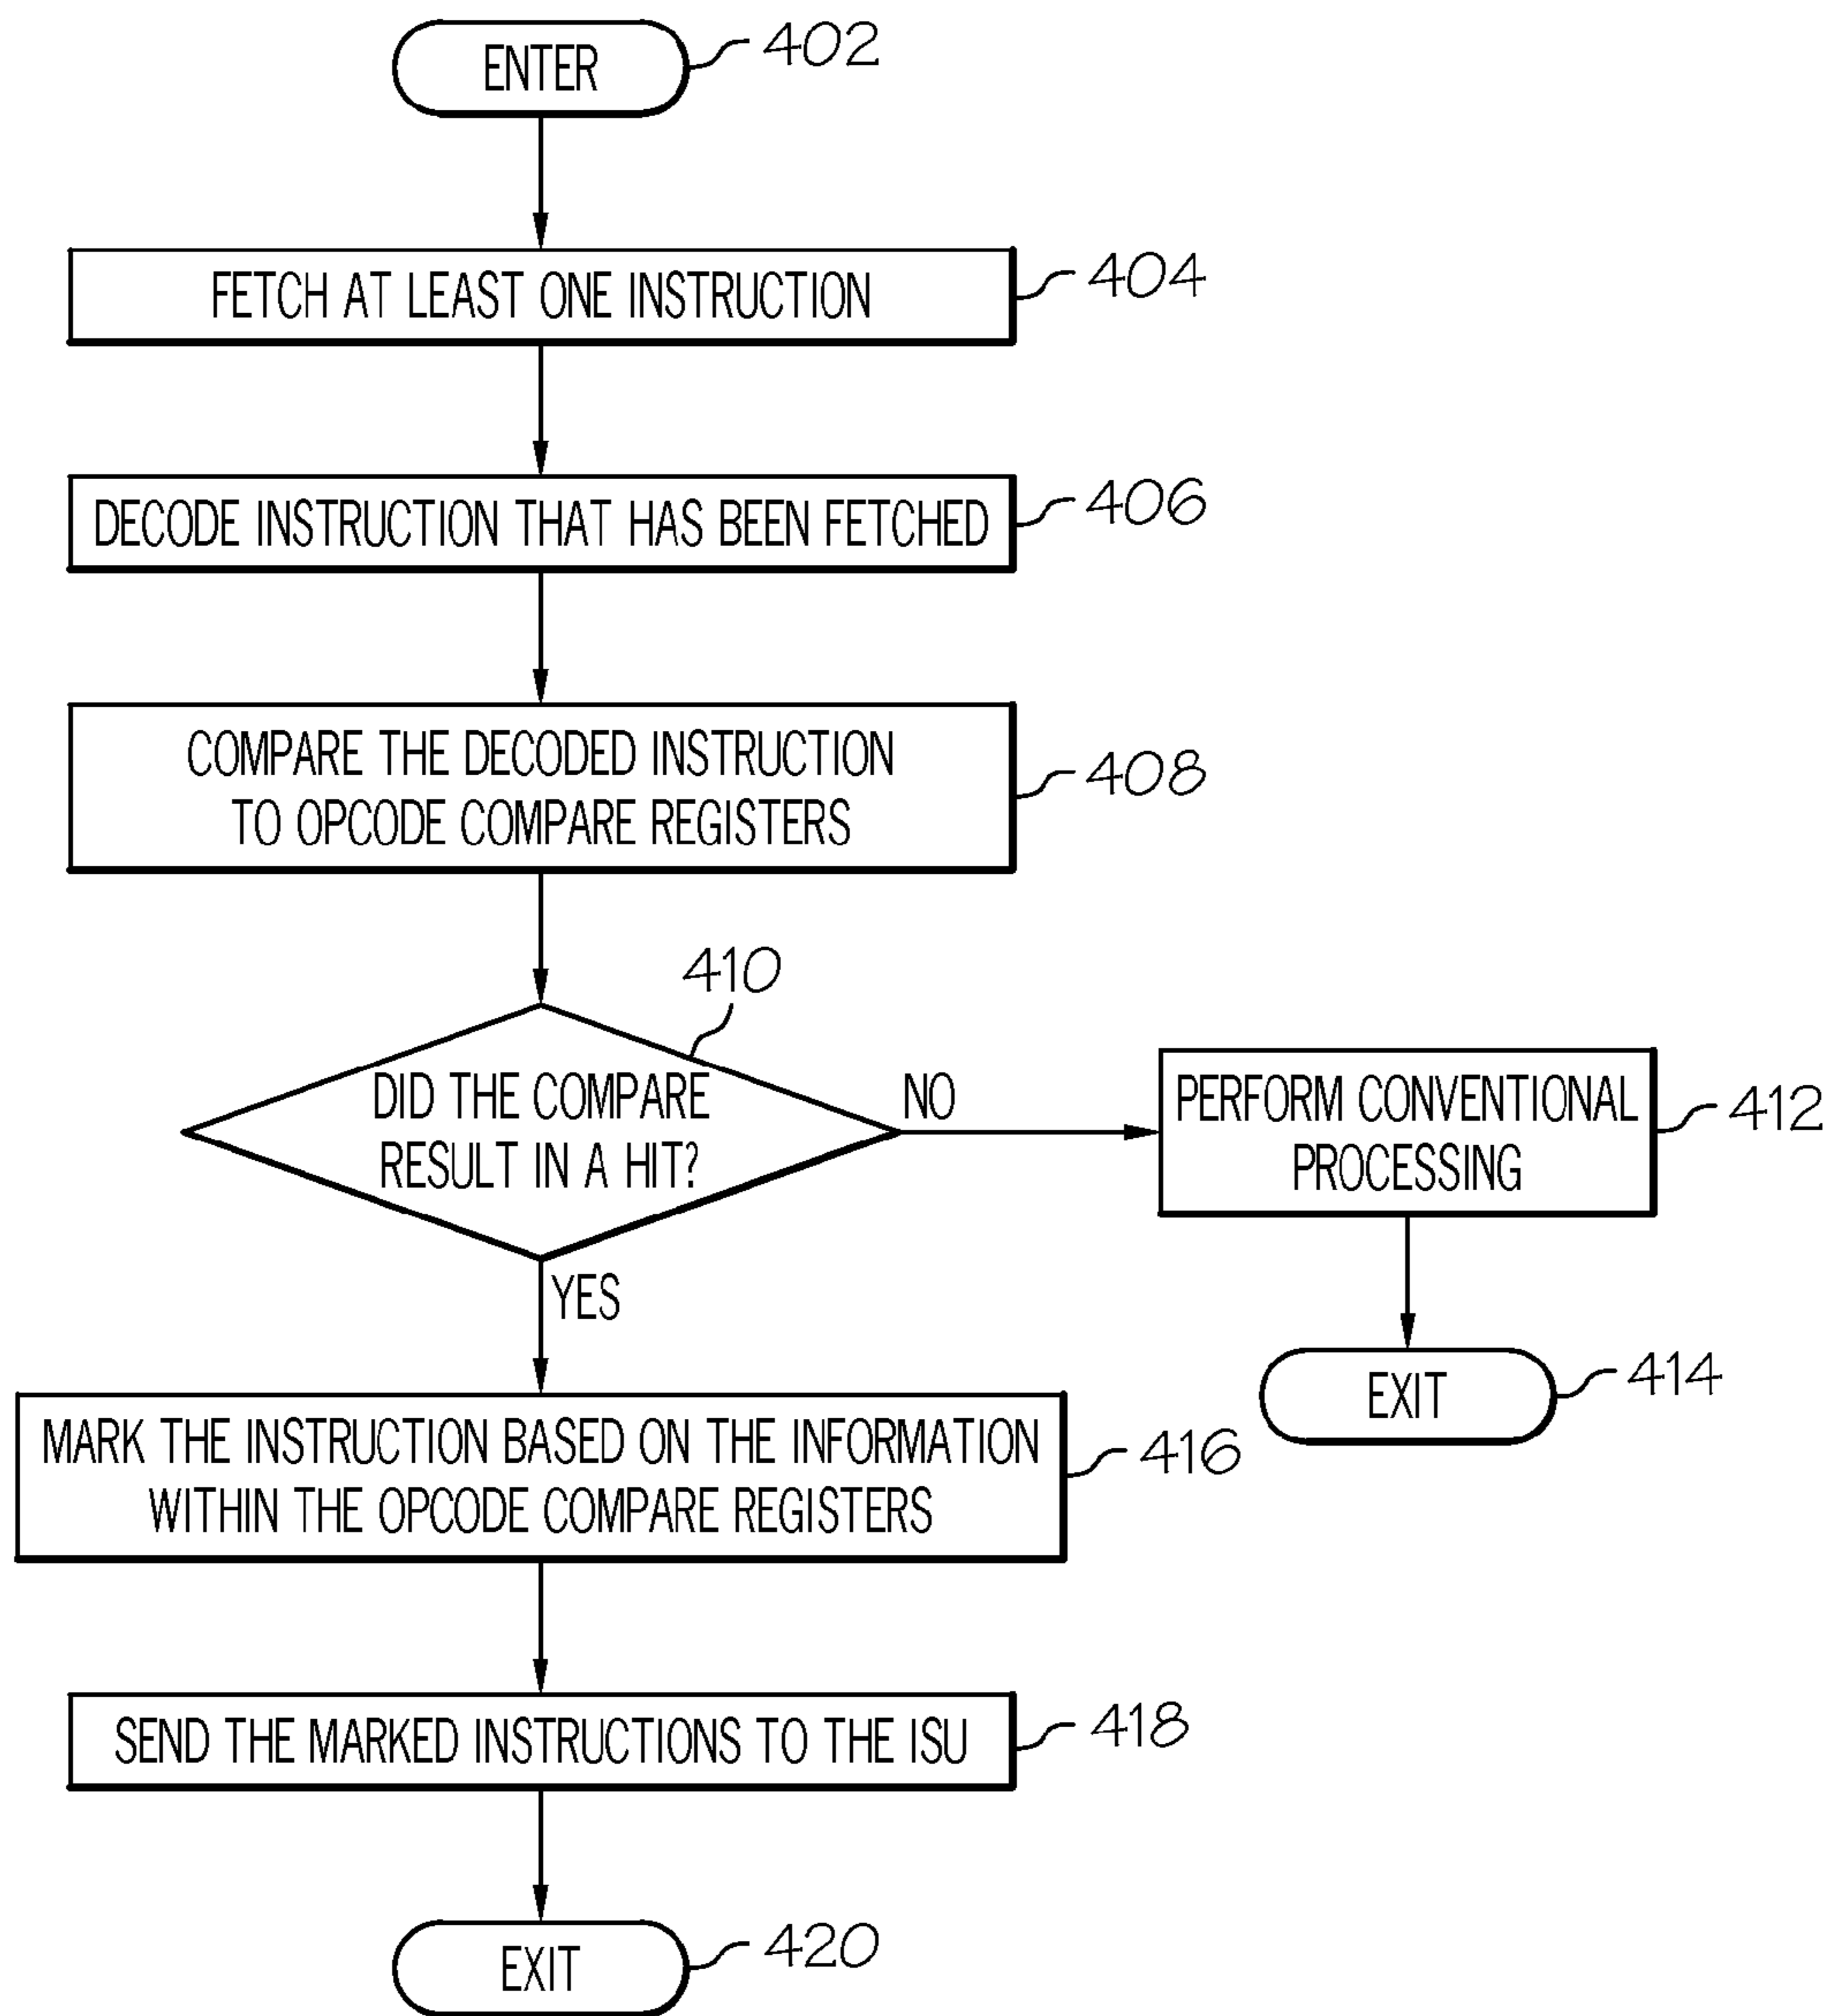 ENTER
402
FETCH AT LEAST ONE INSTRUCTION
404
DECODE INSTRUCTION THAT HAS BEEN FETCHED
406
COMPARE THE DECODED INSTRUCTION
TO OPCODE COMPARE REGISTERS
408
410
DID THE COMPARE
RESULT IN A HIT?
NO
PERFORM CONVENTIONAL
PROCESSING
412
YES
EXIT
414
MARK THE INSTRUCTION BASED ON THE INFORMATION
WITHIN THE OPCODE COMPARE REGISTERS
416
SEND THE MARKED INSTRUCTIONS TO THE ISU
418
EXIT
420